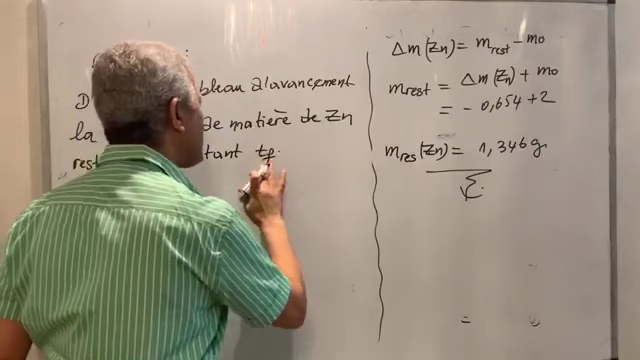 D bleau d'avancement
la de matière de Zn
rest tant tf.
Δm(Zn) = mrest - m0
mrest = Δm(Zn) + m0
= - 0,654 + 2
mres(Zn) = 1,346g
=